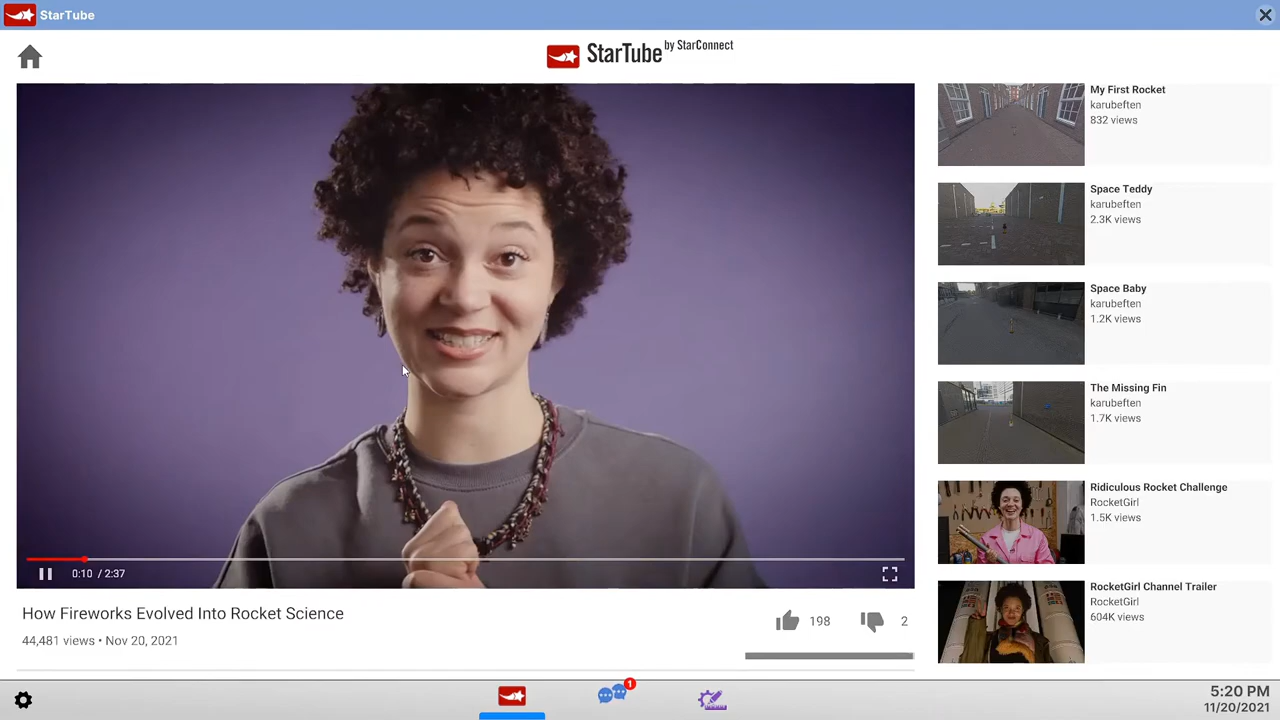 StarTube
StarTube by StarConnect
My First Rocket
karubeften
832 views
Space Teddy
karubeften
2.3K views
Space Baby
karubeften
1.2K views
The Missing Fin
karubeften
1.7K views
Ridiculous Rocket Challenge
RocketGirl
1.5K views
RocketGirl Channel Trailer
RocketGirl
604K views
0:10 / 2:37
How Fireworks Evolved Into Rocket Science
44,481 views • Nov 20, 2021
198
2
1
5:20 PM
11/20/2021